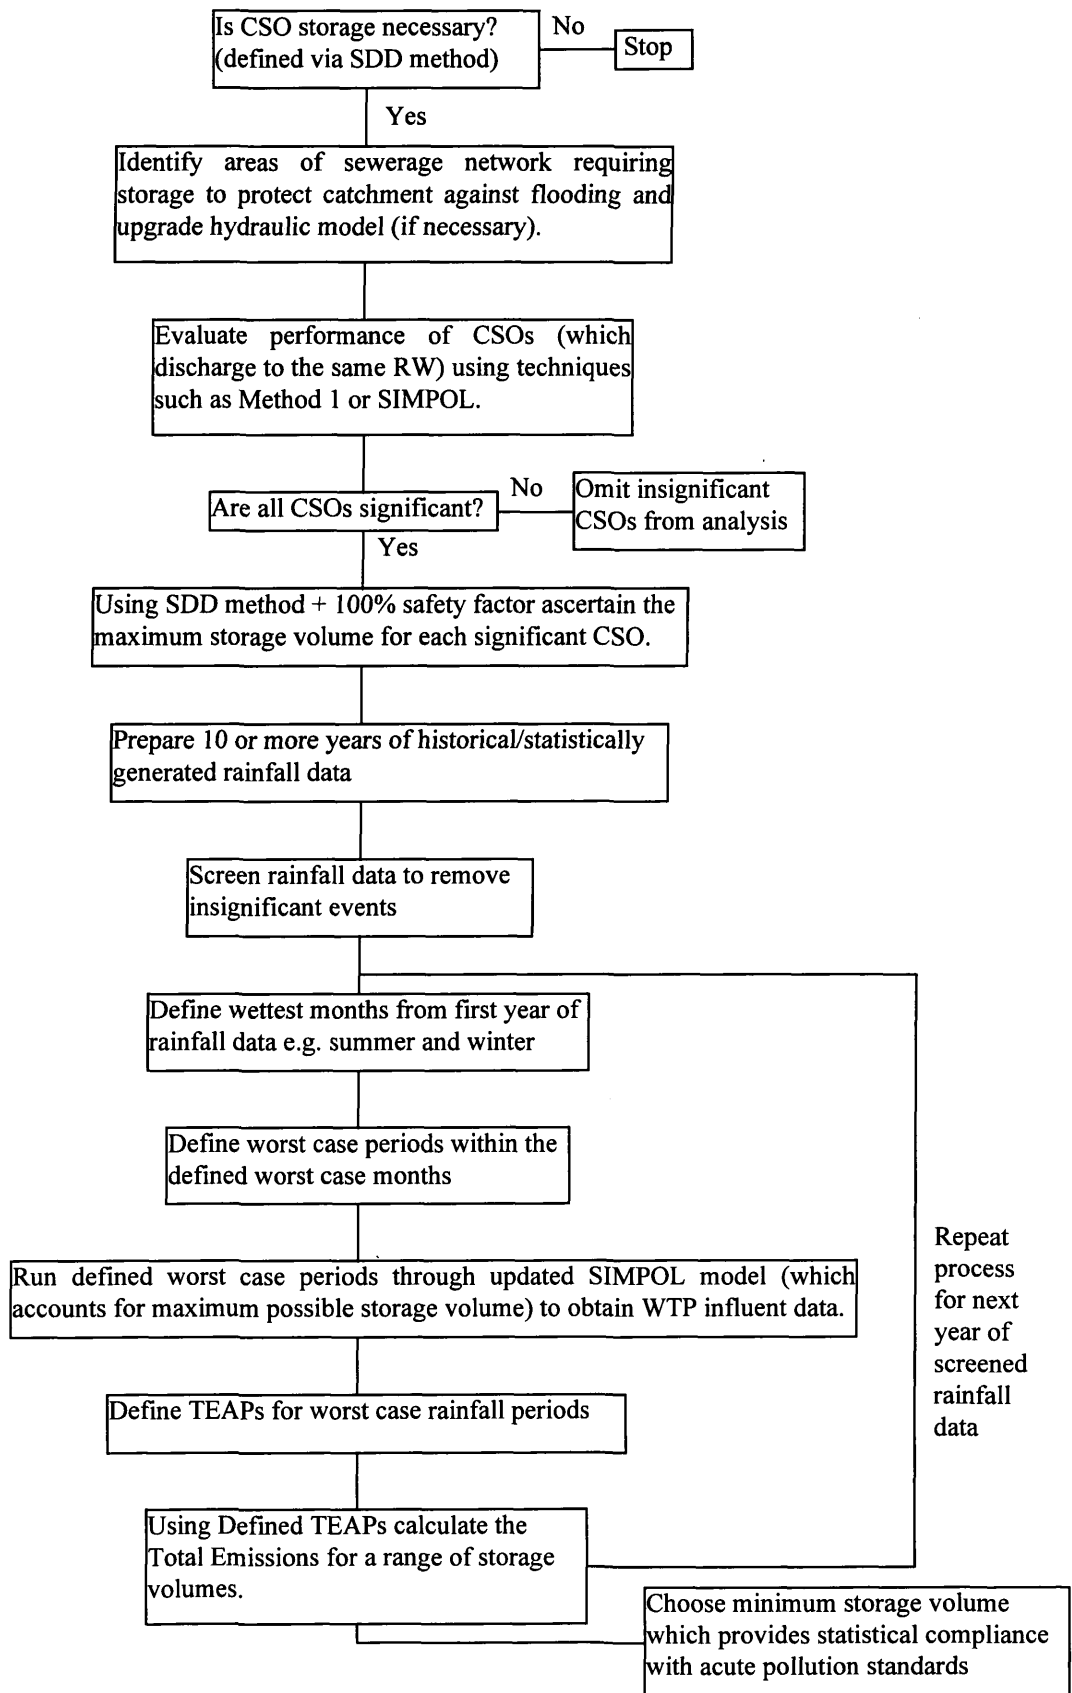 Is CSO storage necessary?
(defined via SDD method)
No
Stop
Yes
Identify areas of sewerage network requiring
storage to protect catchment against flooding and
upgrade hydraulic model (if necessary).
Evaluate performance of CSOs (which
discharge to the same RW) using techniques
such as Method 1 or SIMPOL.
Are all CSOs significant?
No
Omit insignificant
CSOs from analysis
Yes
Using SDD method + 100% safety factor ascertain the
maximum storage volume for each significant CSO.
Prepare 10 or more years of historical/statistically
generated rainfall data
Screen rainfall data to remove
insignificant events
Define wettest months from first year of
rainfall data e.g. summer and winter
Define worst case periods within the
defined worst case months
Run defined worst case periods through updated SIMPOL model (which
accounts for maximum possible storage volume) to obtain WTP influent data.
Define TEAPs for worst case rainfall periods
Using Defined TEAPs calculate the
Total Emissions for a range of storage
volumes.
Repeat
process
for next
year of
screened
rainfall
data
Choose minimum storage volume
which provides statistical compliance
with acute pollution standards